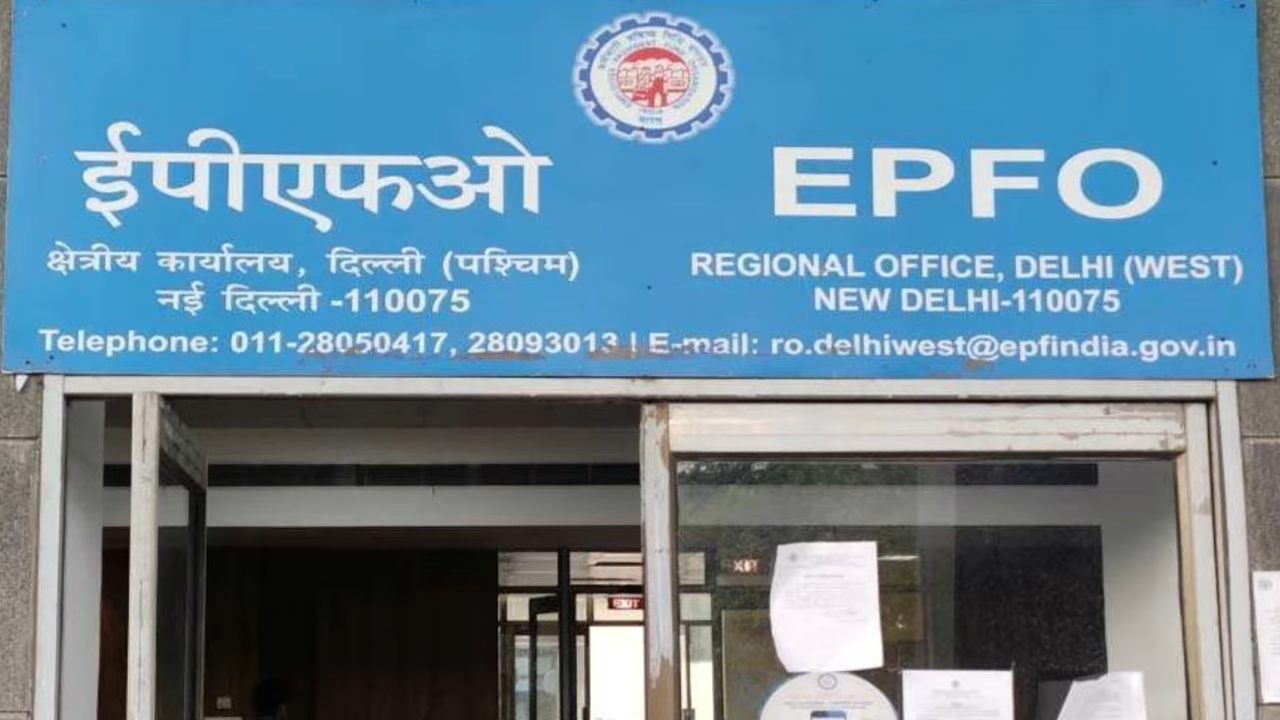 ईपीएफओ
क्षेत्रीय कार्यालय, दिल्ली (पश्चिम)
नई दिल्ली -110075
EPFO
REGIONAL OFFICE, DELHI (WEST)
NEW DELHI-110075
Telephone: 011-28050417, 28093013 | E-mail: ro.delhiwest@epfindia.gov.in
EXIT